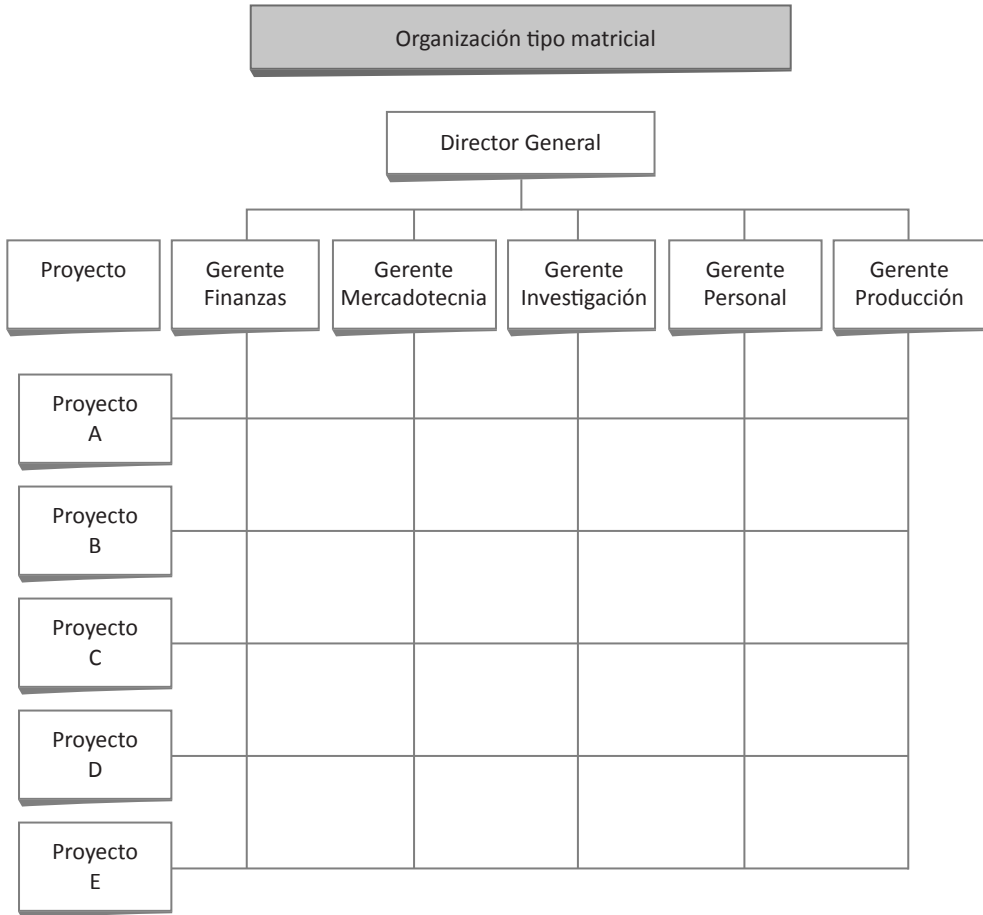 Organización tipo matricial
Director General
Proyecto
Gerente
Finanzas
Gerente
Mercadotecnia
Gerente
Investigación
Gerente
Personal
Gerente
Producción
Proyecto
A
Proyecto
B
Proyecto
C
Proyecto
D
Proyecto
E